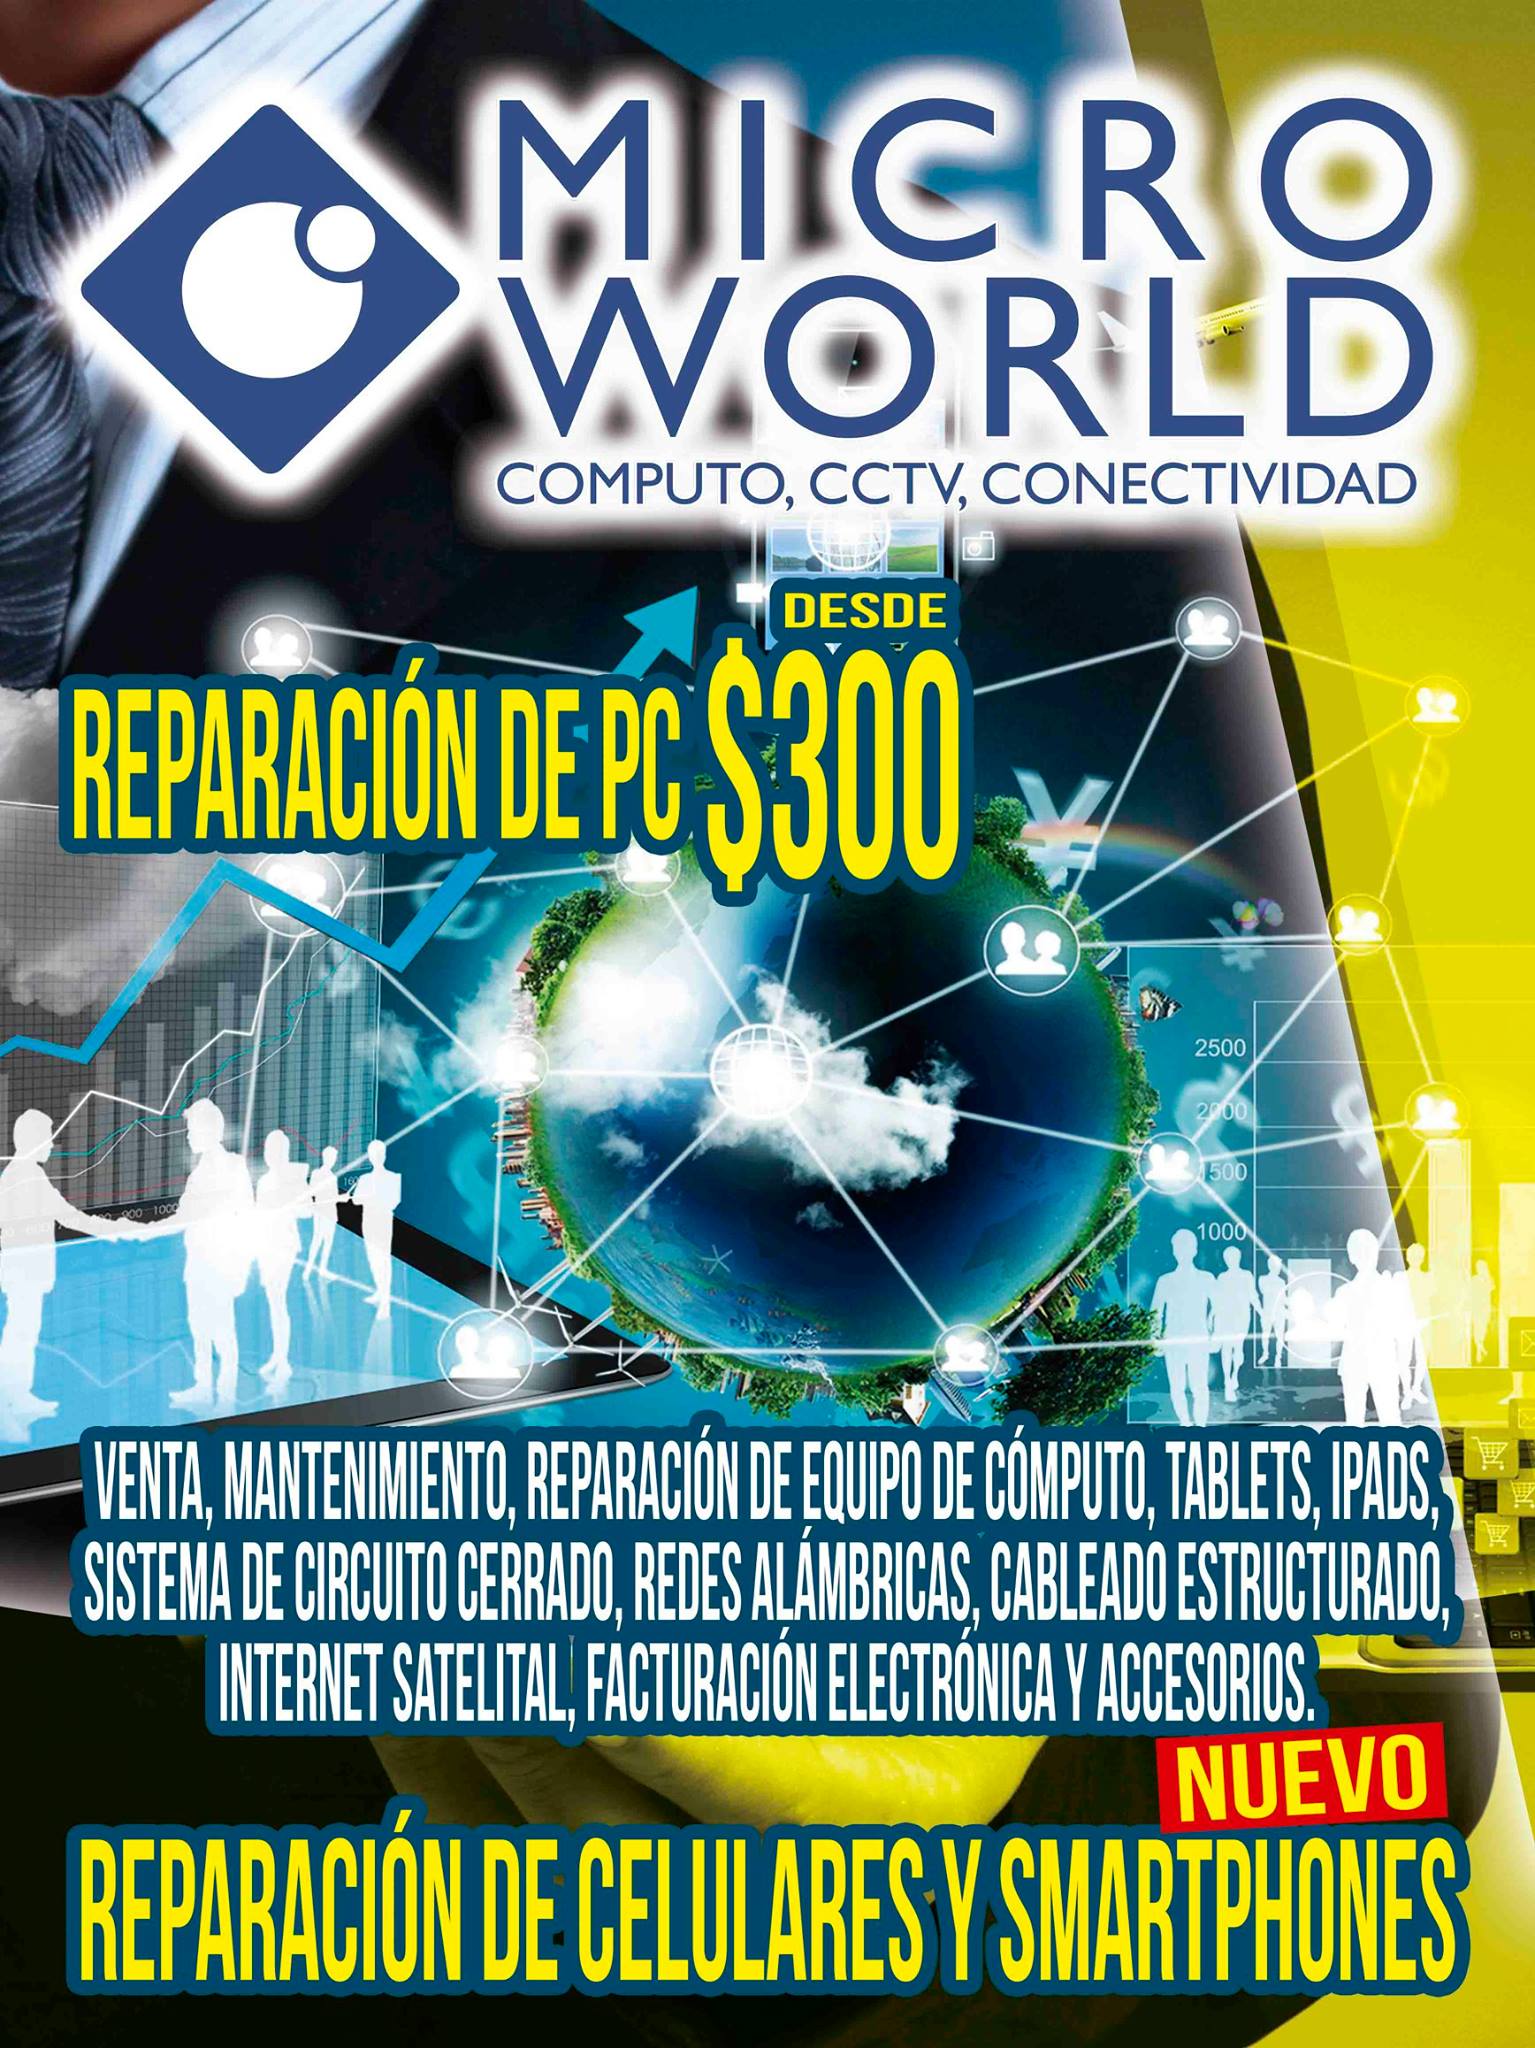 MICRO
WORLD
COMPUTO, CCTV, CONECTIVIDAD
DESDE
REPARACIÓN DE PC $300
2500
2000
1500
1000
900 1000
VENTA, MANTENIMIENTO, REPARACIÓN DE EQUIPO DE CÓMPUTO, TABLETS, IPADS,
SISTEMA DE CIRCUITO CERRADO, REDES ALÁMBRICAS, CABLEADO ESTRUCTURADO,
INTERNET SATELITAL, FACTURACIÓN ELECTRÓNICA Y ACCESORIOS.
NUEVO
REPARACIÓN DE CELULARES Y SMARTPHONES